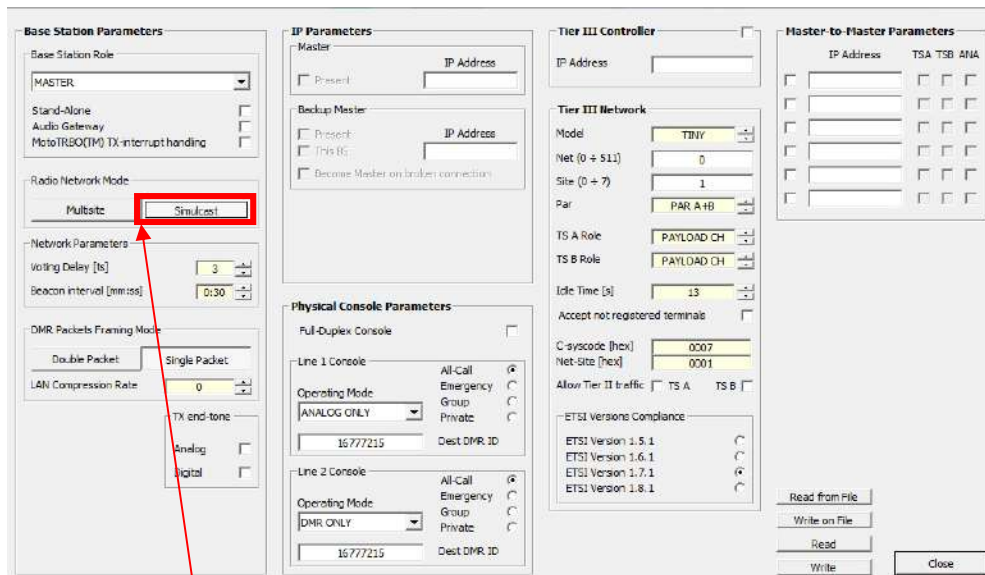 Base Station Parameters
Base Station Role
MASTER
Stand-Alone
Audio Gateway
MotoTRBO(TM) TX-interrupt handling
Radio Network Mode
Multisite
Simulcast
Network Parameters
Voting Delay [ts]
3
Beacon interval [mm:ss]
0:30
DMR Packets Framing Mode
Double Packet
Single Packet
LAN Compression Rate
0
TX end-tone
Analog
Digital
IP Parameters
Master
IP Address
Present
Backup Master
Present
IP Address
This BS
Become Master on broken connection
Physical Console Parameters
Full-Duplex Console
Line 1 Console
All-Call
Emergency
Operating Mode
Group
ANALOG ONLY
Private
16777215
Dest DMR ID
Line 2 Console
All-Call
Emergency
Operating Mode
Group
DMR ONLY
Private
16777215
Dest DMR ID
Tier III Controller
IP Address
Tier III Network
Model
TINY
Net (0 ÷ 511)
0
Site (0 ÷ 7)
1
Par
PAR A+B
TS A Role
PAYLOAD CH
TS B Role
PAYLOAD CH
Idle Time [s]
13
Accept not registered terminals
C-syscode [hex]
0007
Net-Site [hex]
0001
Allow Tier II traffic
TS A
TS B
ETSI Versions Compliance
ETSI Version 1.5.1
ETSI Version 1.6.1
ETSI Version 1.7.1
ETSI Version 1.8.1
Master-to-Master Parameters
IP Address
TSA TSB ANA
Read from File
Write on File
Read
Write
Close